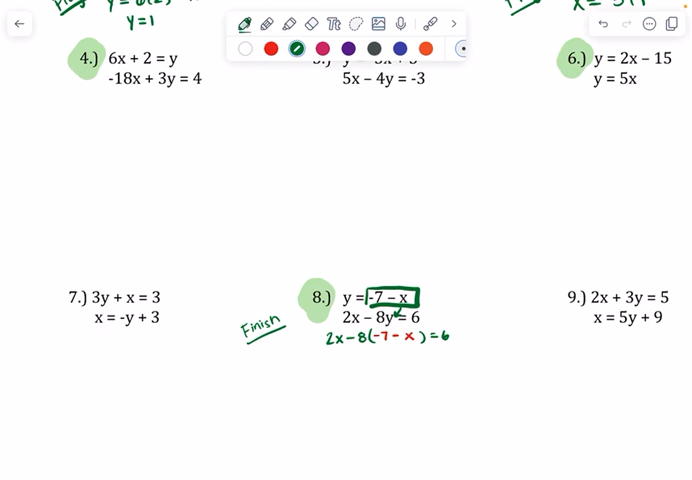 y=1
4.) 6x + 2 = y
-18x + 3y = 4
5x – 4y = -3
6.) y = 2x – 15
y = 5x
7.) 3y + x = 3
x = -y + 3
8.) y = -7 – x
2x – 8y = 6
Finish
2x-8(-7-x)=6
9.) 2x + 3y = 5
x = 5y + 9